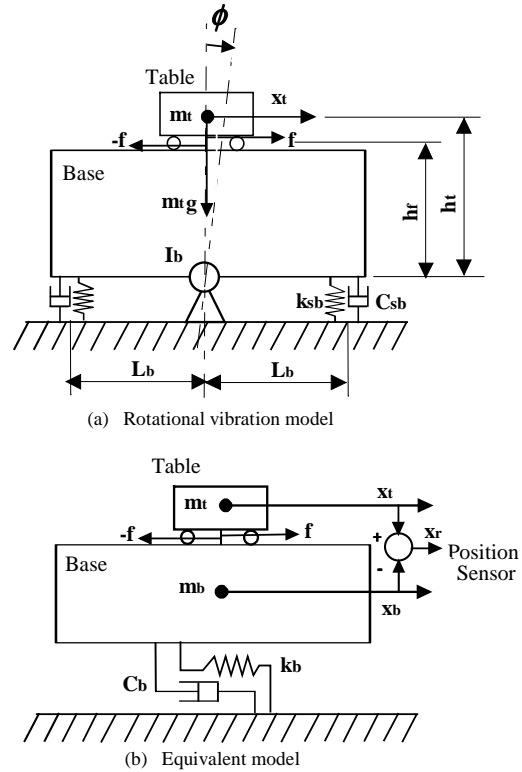 ϕ
Table
xt
mt
-f
f
Base
mtg
hf
ht
Ib
ksb
Csb
Lb
Lb
(a) Rotational vibration model
Table
mt
xt
-f
f
+
xr
Position
Sensor
Base
-
mb
xb
kb
Cb
(b) Equivalent model